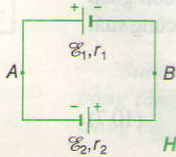 + −
ℰ₁, r₁
A B
− +
ℰ₂, r₂
H